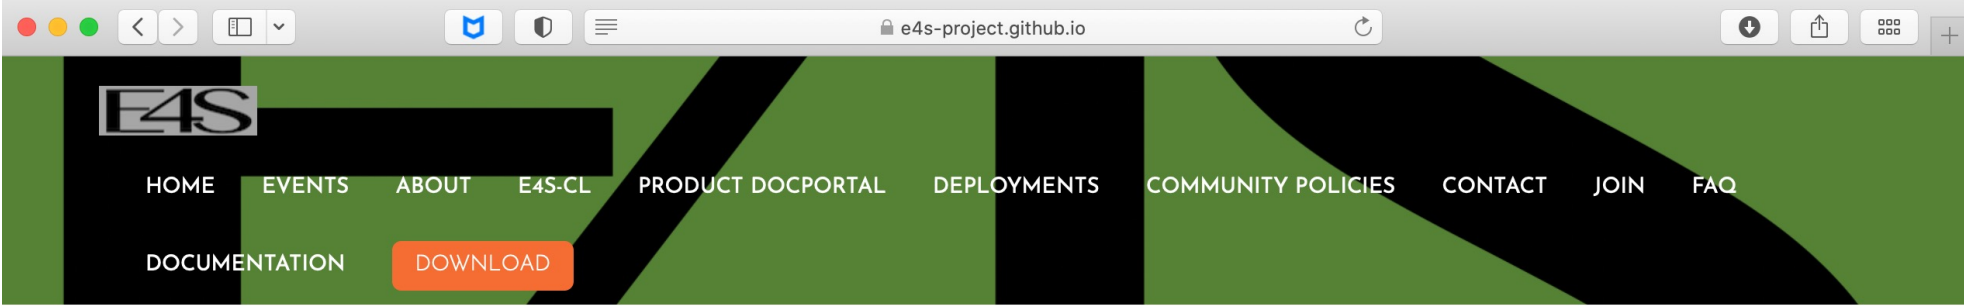 e4s-project.github.io
E4S
HOME EVENTS ABOUT E4S-CL PRODUCT DOCPORTAL DEPLOYMENTS COMMUNITY POLICIES CONTACT JOIN FAQ
DOCUMENTATION DOWNLOAD